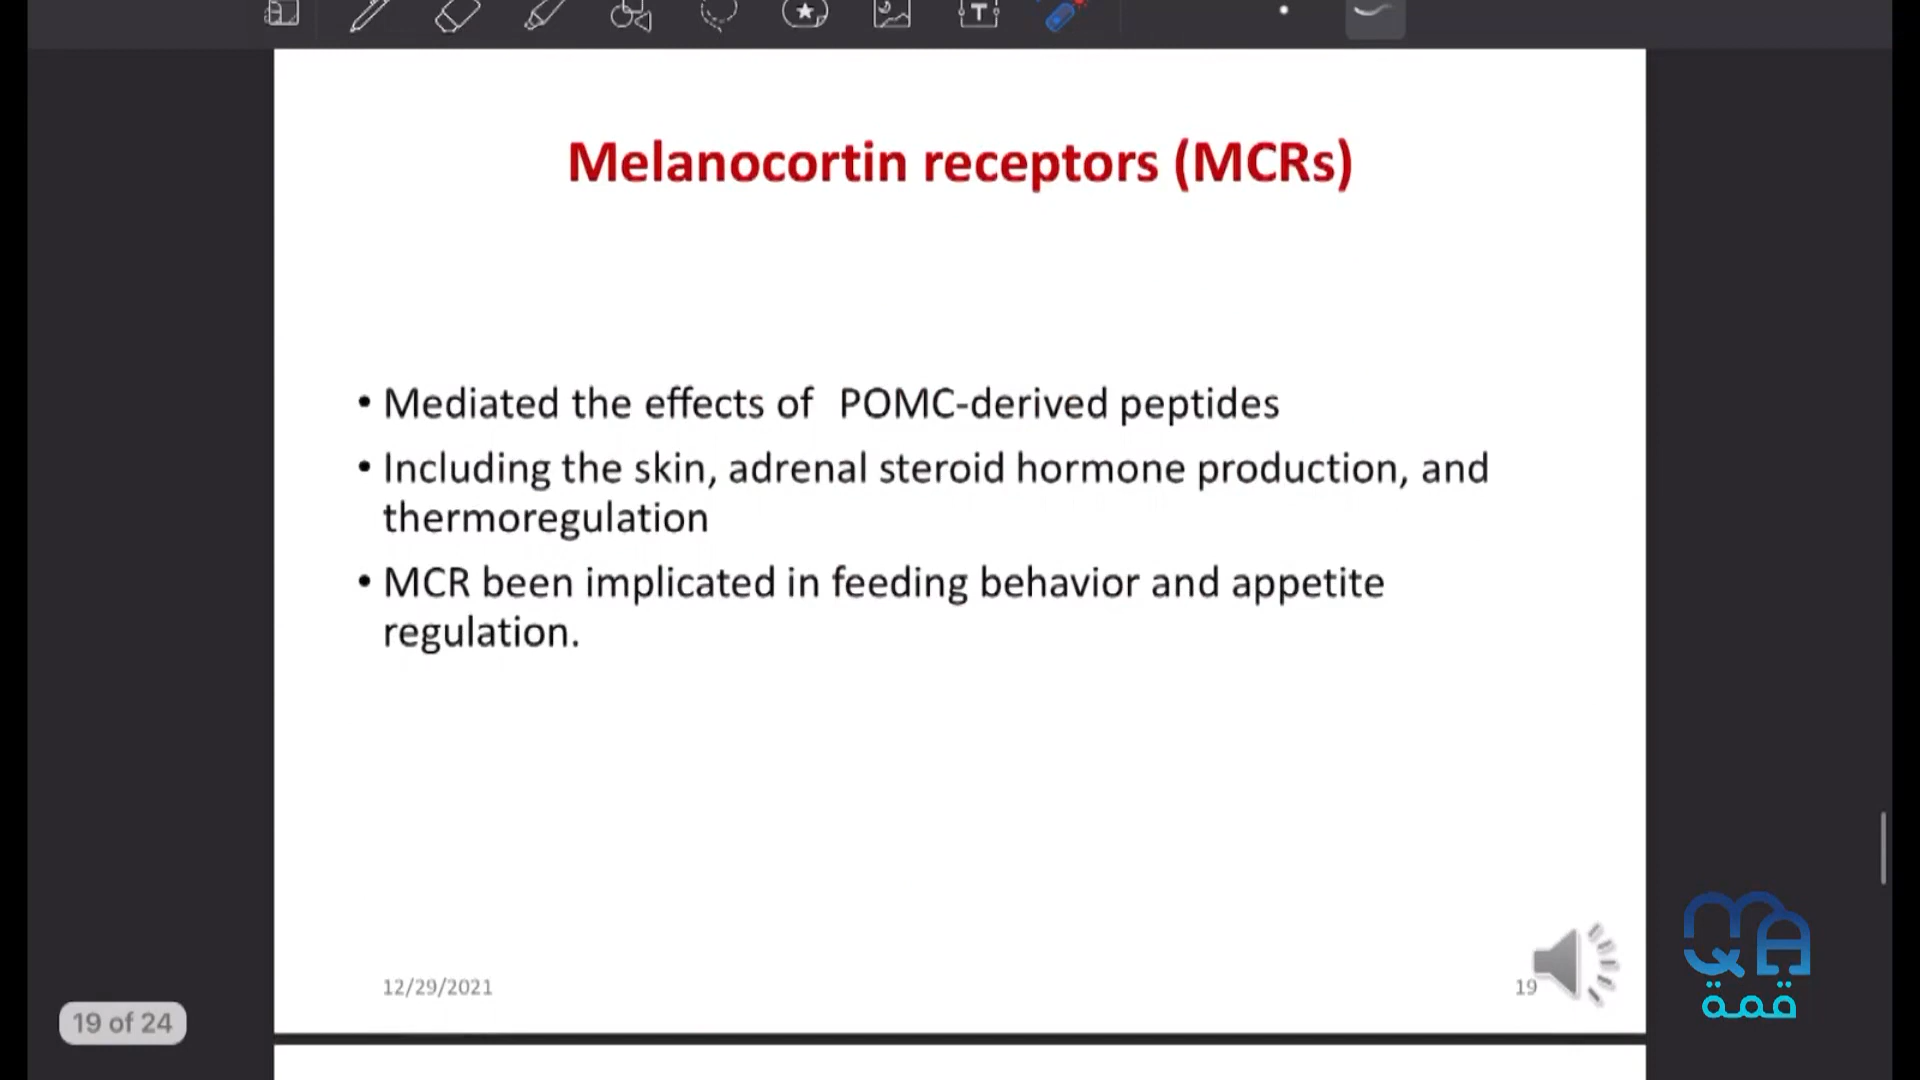 Melanocortin receptors (MCRs)
• Mediated the effects of  POMC-derived peptides
• Including the skin, adrenal steroid hormone production, and
thermoregulation
• MCR been implicated in feeding behavior and appetite
regulation.
12/29/2021
19
19 of 24
QMA
قمة